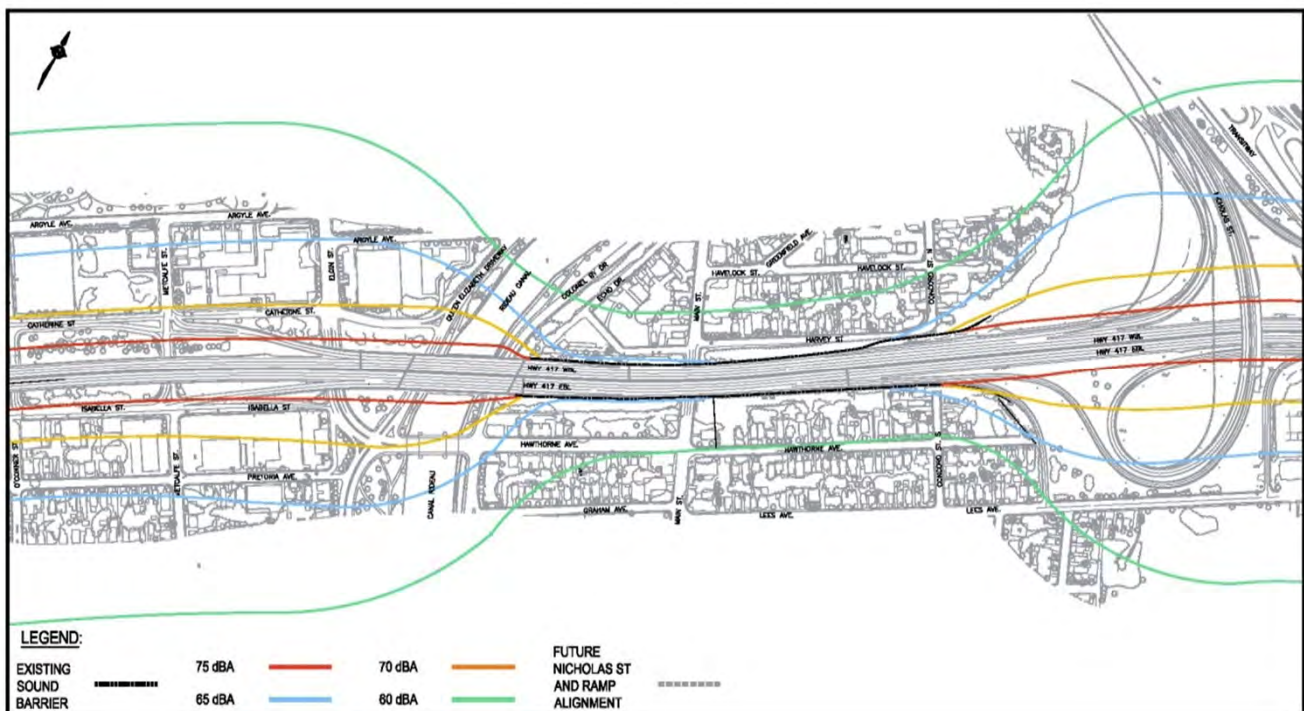 TRANSITWAY
NICHOLAS ST.
ARGYLE AVE.
ARGYLE AVE.
ARGYLE AVE.
METCALFE ST.
ELGIN ST.
QUEEN ELIZABETH DRIVEWAY
RIDEAU CANAL
COLONEL BY DR
ECHO DR
MAIN ST.
GREENFIELD AVE.
HAVELOCK ST.
HAVELOCK ST.
CONCORD ST. N.
CATHERINE ST
CATHERINE ST.
HARVEY ST
HWY 417 WBL
HWY 417 EBL
HWY 417 WBL
HWY 417 EBL
ISABELLA ST.
ISABELLA ST
O'CONNOR ST.
METCALFE ST.
PRETORIA AVE.
CANAL RIDEAU
HAWTHORNE AVE.
HAWTHORNE AVE.
CONCORD ST. S.
GRAHAM AVE.
MAIN ST.
LEES AVE.
LEES AVE.
LEGEND:
EXISTING SOUND BARRIER
75 dBA
70 dBA
65 dBA
60 dBA
FUTURE NICHOLAS ST AND RAMP ALIGNMENT